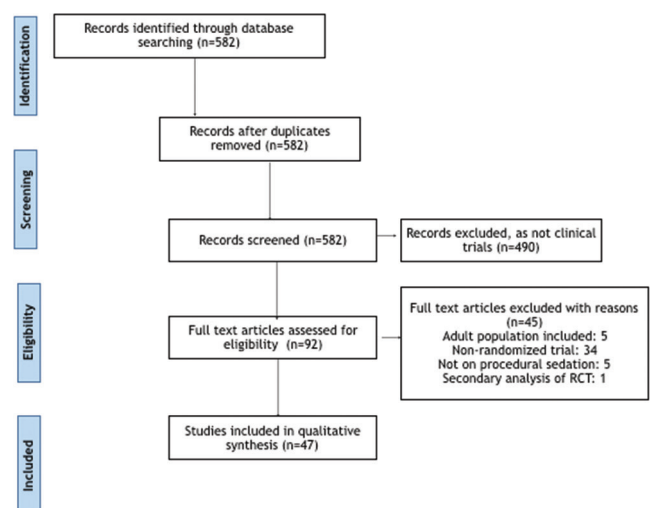 Identification
Records identified through database
searching (n=582)
Records after duplicates
removed (n=582)
Screening
Records screened (n=582)
Records excluded, as not clinical
trials (n=490)
Eligibility
Full text articles assessed for
eligibility (n=92)
Full text articles excluded with reasons
(n=45)
Adult population included: 5
Non-randomized trial: 34
Not on procedural sedation: 5
Secondary analysis of RCT: 1
Included
Studies included in qualitative
synthesis (n=47)